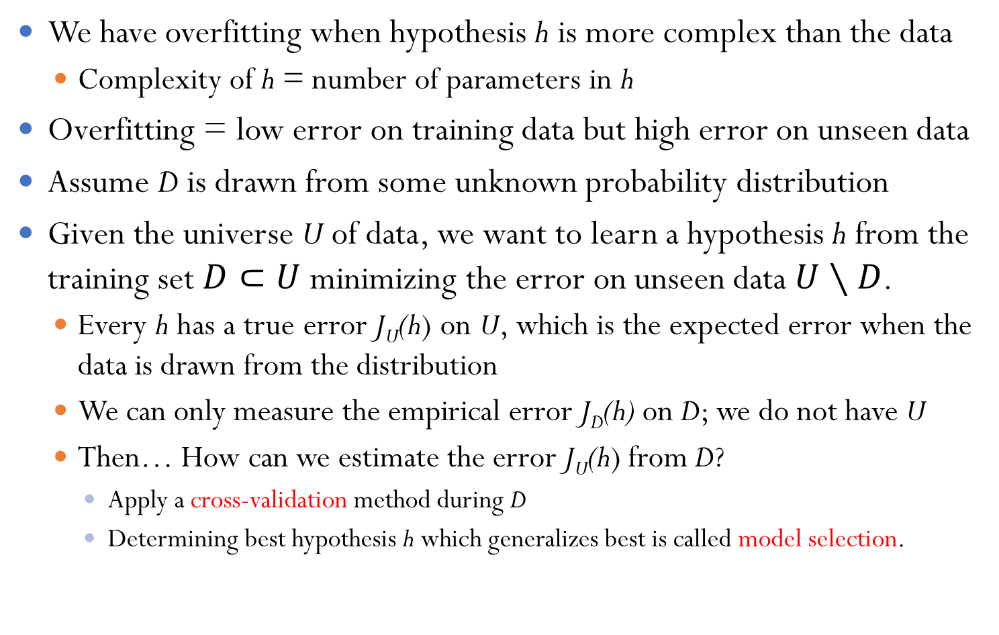 We have overfitting when hypothesis h is more complex than the data
Complexity of h = number of parameters in h
Overfitting = low error on training data but high error on unseen data
Assume D is drawn from some unknown probability distribution
Given the universe U of data, we want to learn a hypothesis h from the
training set D ⊂ U minimizing the error on unseen data U \ D.
Every h has a true error J_U(h) on U, which is the expected error when the
data is drawn from the distribution
We can only measure the empirical error J_D(h) on D; we do not have U
Then… How can we estimate the error J_U(h) from D?
Apply a cross-validation method during D
Determining best hypothesis h which generalizes best is called model selection.